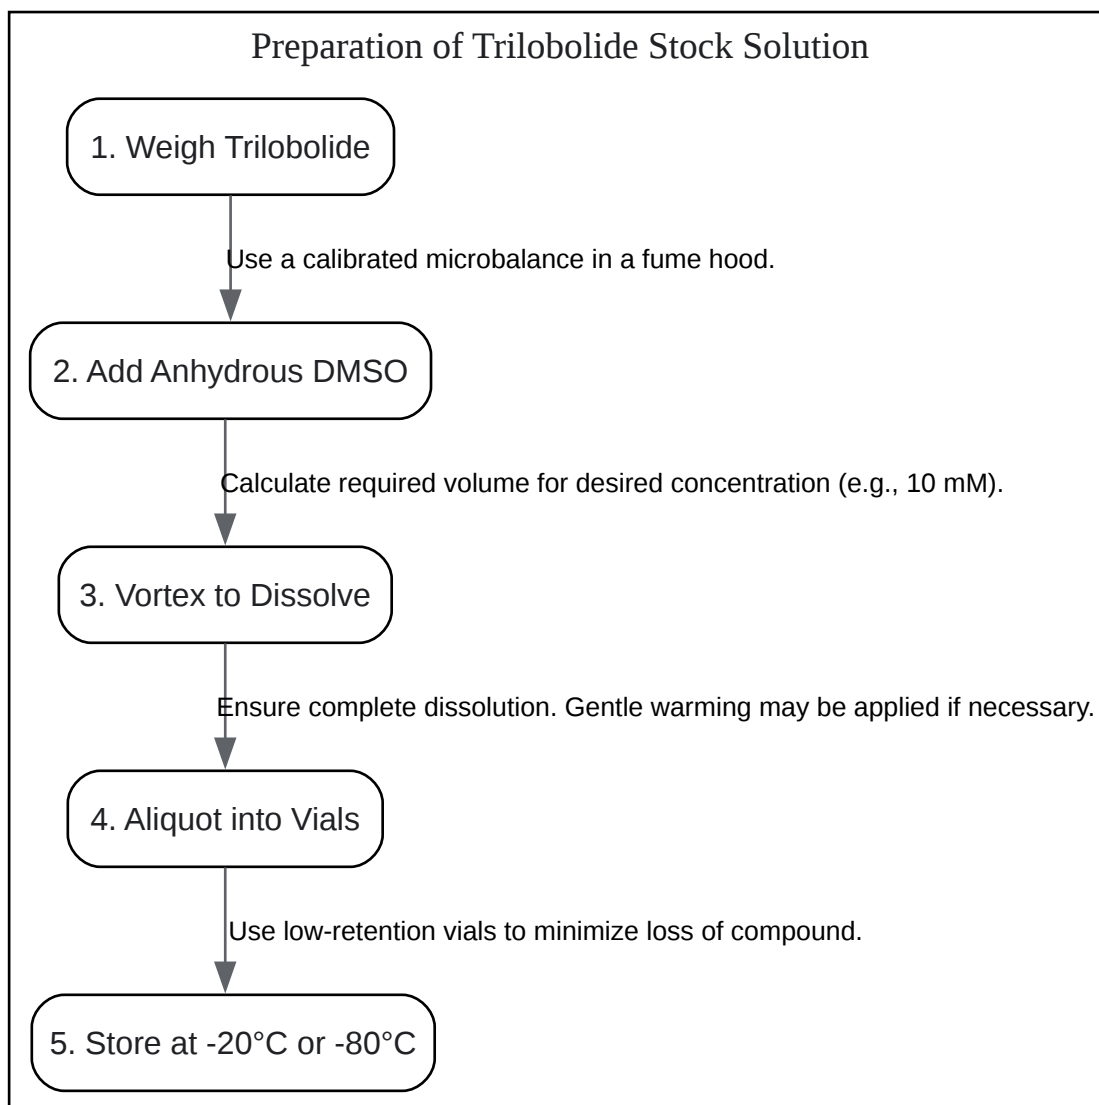 Preparation of Trilobolide Stock Solution
1. Weigh Trilobolide
Use a calibrated microbalance in a fume hood.
2. Add Anhydrous DMSO
Calculate required volume for desired concentration (e.g., 10 mM).
3. Vortex to Dissolve
Ensure complete dissolution. Gentle warming may be applied if necessary.
4. Aliquot into Vials
Use low-retention vials to minimize loss of compound.
5. Store at -20°C or -80°C